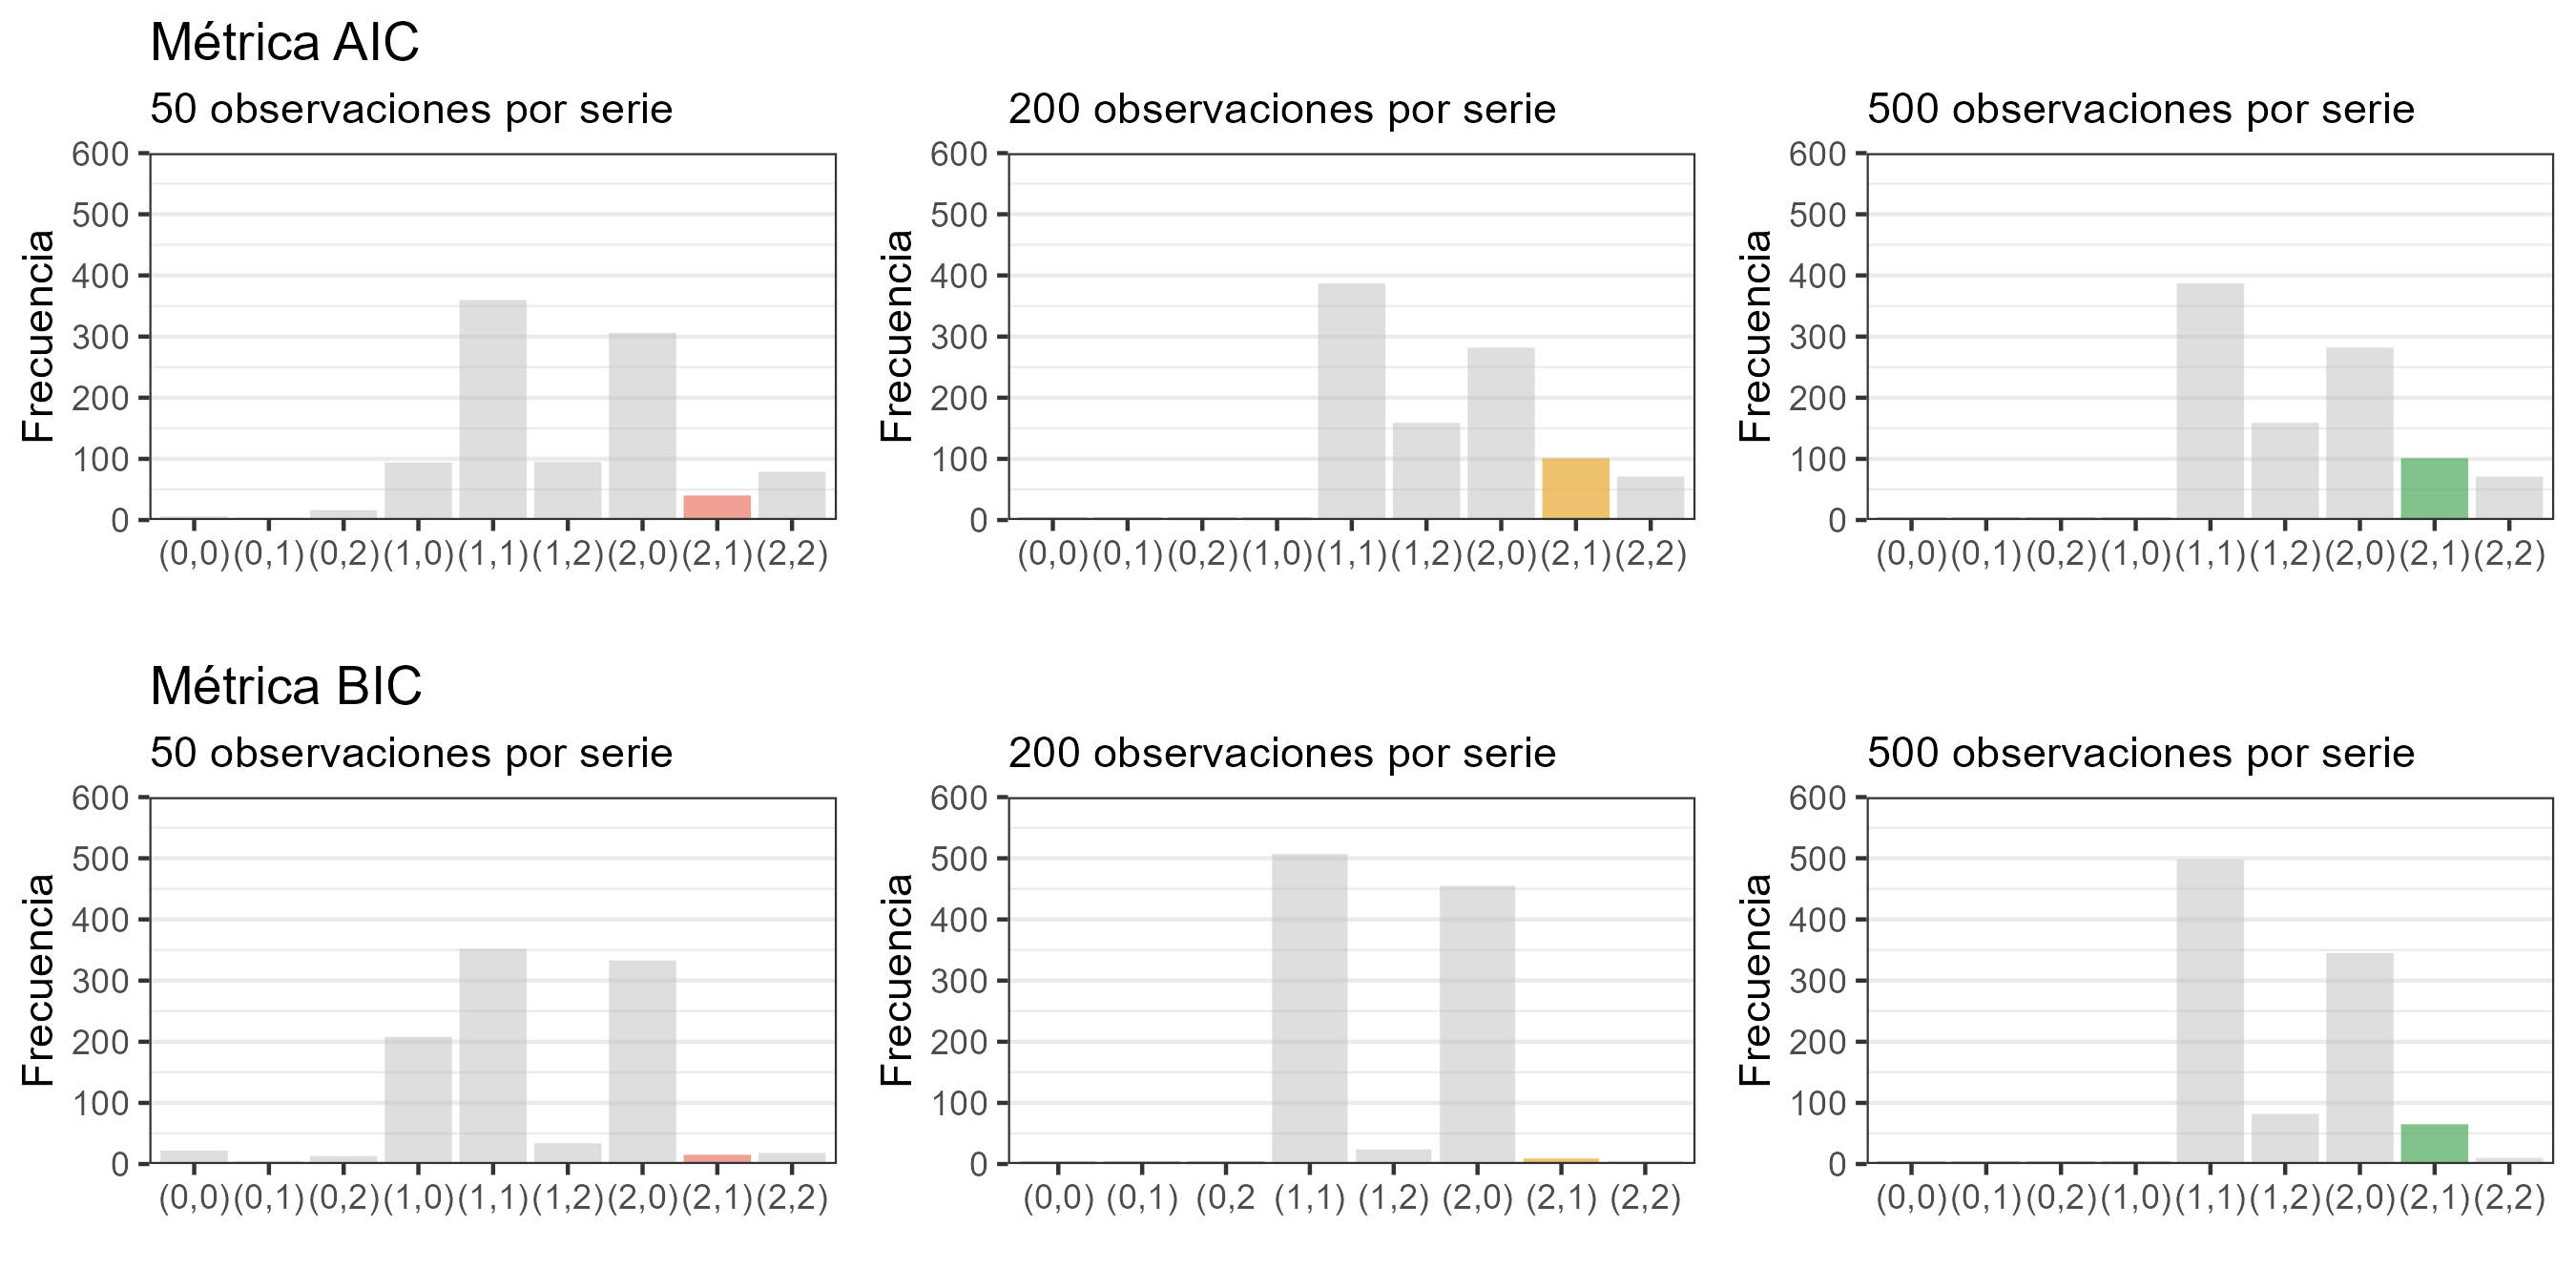 Métrica AIC
50 observaciones por serie
200 observaciones por serie
500 observaciones por serie
Frecuencia
600
500
400
300
200
100
0
(0,0) (0,1) (0,2) (1,0) (1,1) (1,2) (2,0) (2,1) (2,2)
Frecuencia
600
500
400
300
200
100
0
(0,0) (0,1) (0,2) (1,0) (1,1) (1,2) (2,0) (2,1) (2,2)
Frecuencia
600
500
400
300
200
100
0
(0,0) (0,1) (0,2) (1,0) (1,1) (1,2) (2,0) (2,1) (2,2)
Métrica BIC
50 observaciones por serie
200 observaciones por serie
500 observaciones por serie
Frecuencia
600
500
400
300
200
100
0
(0,0) (0,1) (0,2) (1,0) (1,1) (1,2) (2,0) (2,1) (2,2)
Frecuencia
600
500
400
300
200
100
0
(0,0) (0,1) (0,2 (1,1) (1,2) (2,0) (2,1) (2,2)
Frecuencia
600
500
400
300
200
100
0
(0,0) (0,1) (0,2) (1,0) (1,1) (1,2) (2,0) (2,1) (2,2)